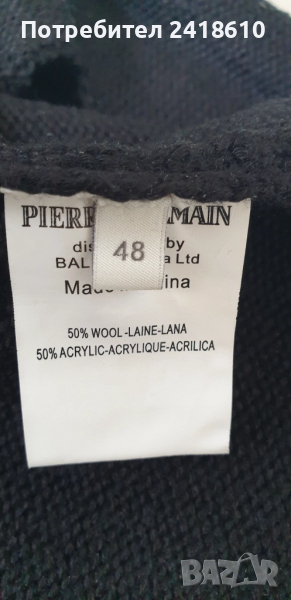 Потребител 2418610
PIERR MAIN
dis by
BAL a Ltd
48
Made ina
50% WOOL-LAINE-LANA
50% ACRYLIC-ACRYLIQUE-ACRILICA
BAZAR